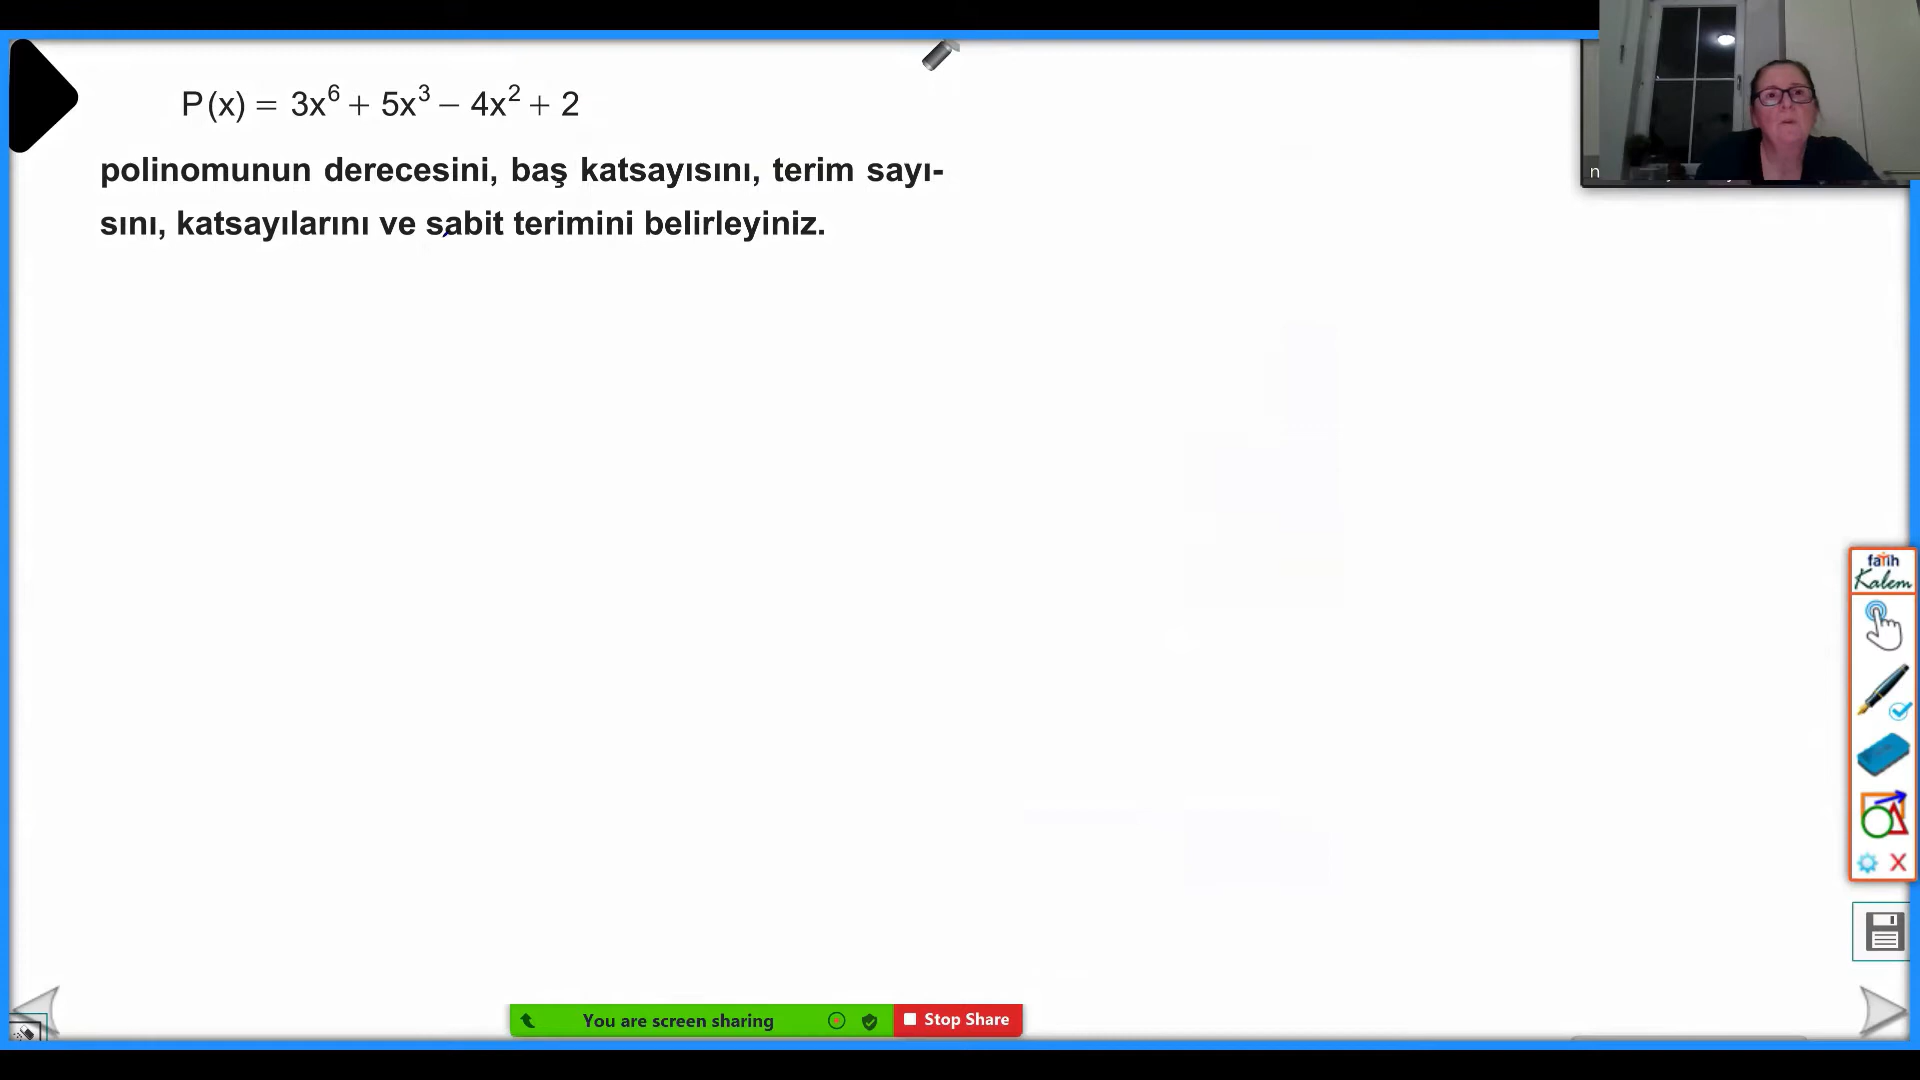 P(x) = 3x⁶ + 5x³ − 4x² + 2
polinomunun derecesini, baş katsayısını, terim sayı-
sını, katsayılarını ve sabit terimini belirleyiniz.
n
fatih
Kalem
X
You are screen sharing
Stop Share